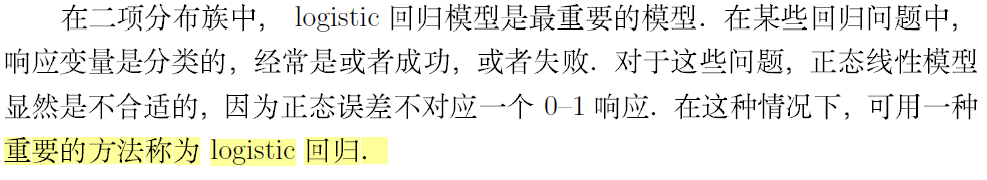 在二项分布族中， logistic 回归模型是最重要的模型．在某些回归问题中，
响应变量是分类的，经常是或者成功，或者失败．对于这些问题，正态线性模型
显然是不合适的，因为正态误差不对应一个 0–1 响应．在这种情况下，可用一种
重要的方法称为 logistic 回归．